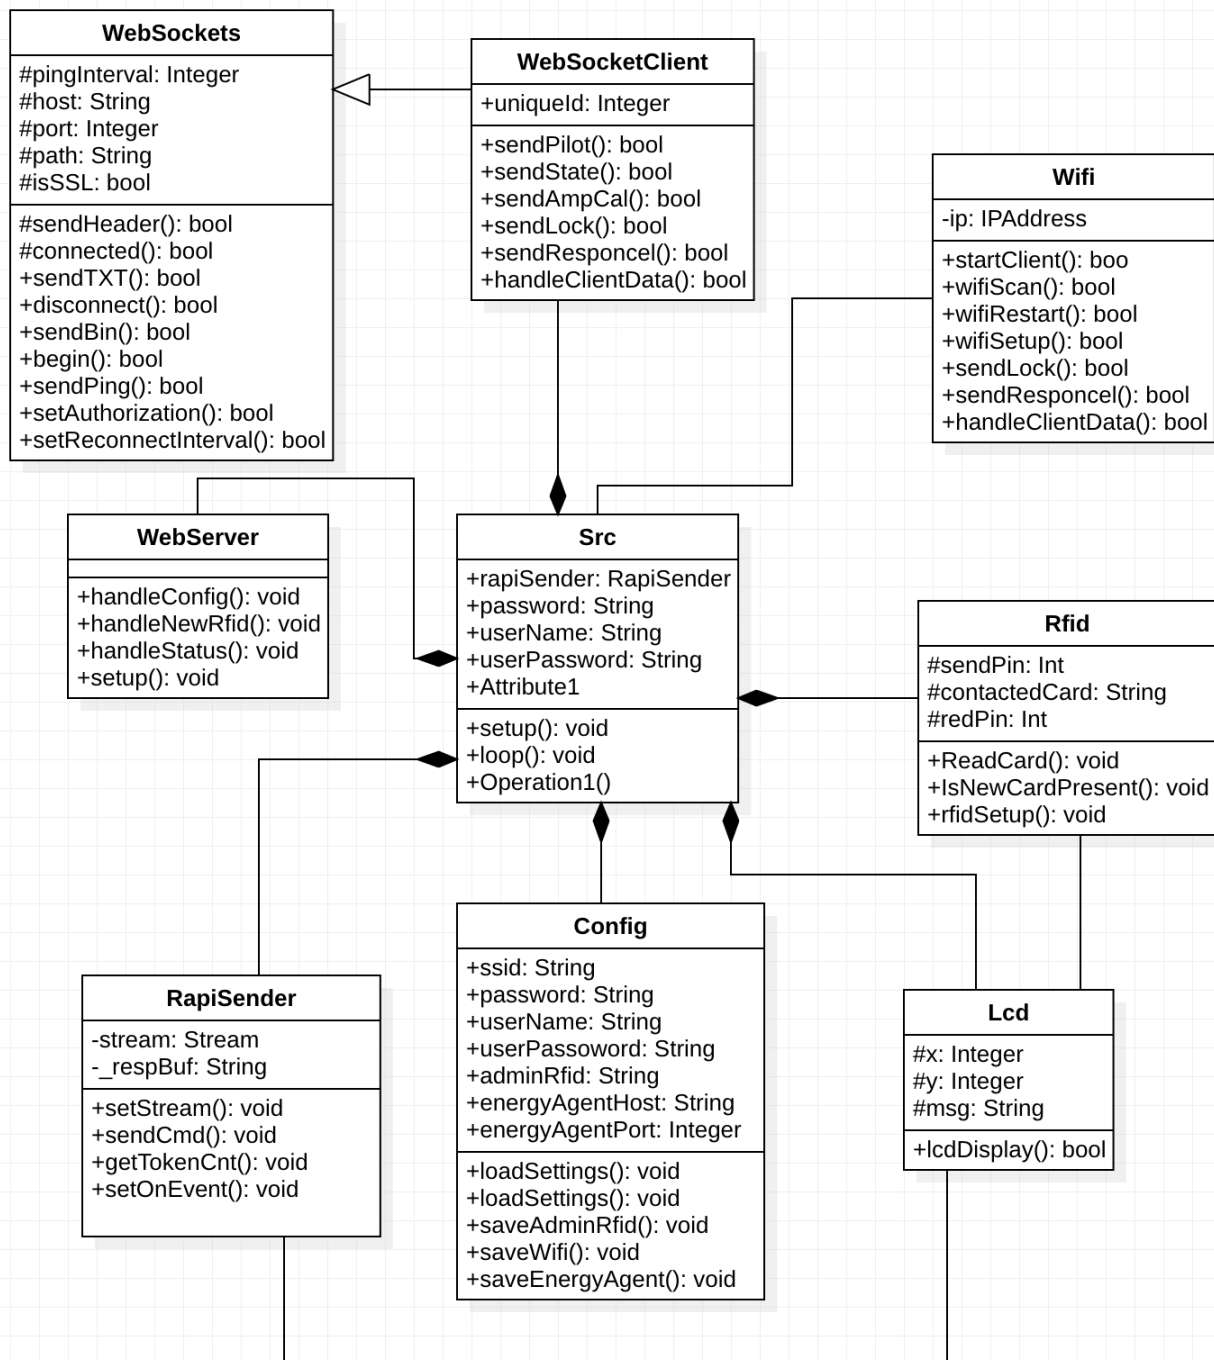 WebSockets
#pingInterval: Integer
#host: String
#port: Integer
#path: String
#isSSL: bool
#sendHeader(): bool
#connected(): bool
+sendTXT(): bool
+disconnect(): bool
+sendBin(): bool
+begin(): bool
+sendPing(): bool
+setAuthorization(): bool
+setReconnectInterval(): bool
WebSocketClient
+uniqueId: Integer
+sendPilot(): bool
+sendState(): bool
+sendAmpCal(): bool
+sendLock(): bool
+sendResponcel(): bool
+handleClientData(): bool
Wifi
-ip: IPAddress
+startClient(): boo
+wifiScan(): bool
+wifiRestart(): bool
+wifiSetup(): bool
+sendLock(): bool
+sendResponcel(): bool
+handleClientData(): bool
WebServer
+handleConfig(): void
+handleNewRfid(): void
+handleStatus(): void
+setup(): void
Src
+rapiSender: RapiSender
+password: String
+userName: String
+userPassword: String
+Attribute1
+setup(): void
+loop(): void
+Operation1()
Rfid
#sendPin: Int
#contactedCard: String
#redPin: Int
+ReadCard(): void
+IsNewCardPresent(): void
+rfidSetup(): void
RapiSender
-stream: Stream
-_respBuf: String
+setStream(): void
+sendCmd(): void
+getTokenCnt(): void
+setOnEvent(): void
Config
+ssid: String
+password: String
+userName: String
+userPassoword: String
+adminRfid: String
+energyAgentHost: String
+energyAgentPort: Integer
+loadSettings(): void
+loadSettings(): void
+saveAdminRfid(): void
+saveWifi(): void
+saveEnergyAgent(): void
Lcd
#x: Integer
#y: Integer
#msg: String
+lcdDisplay(): bool